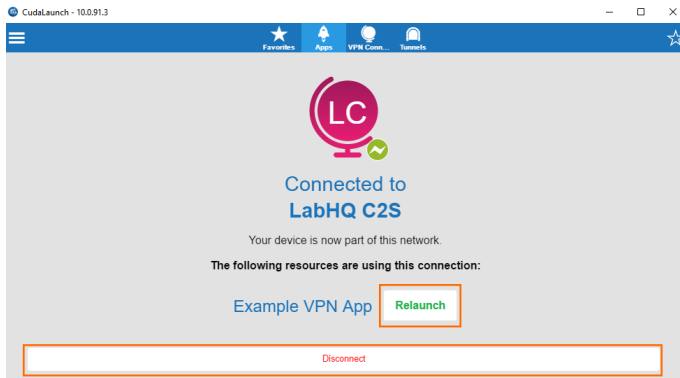 CudaLaunch - 10.0.91.3
Favorites Apps VPN Conn... Tunnels
LC
Connected to
LabHQ C2S
Your device is now part of this network.
The following resources are using this connection:
Example VPN App Relaunch
Disconnect